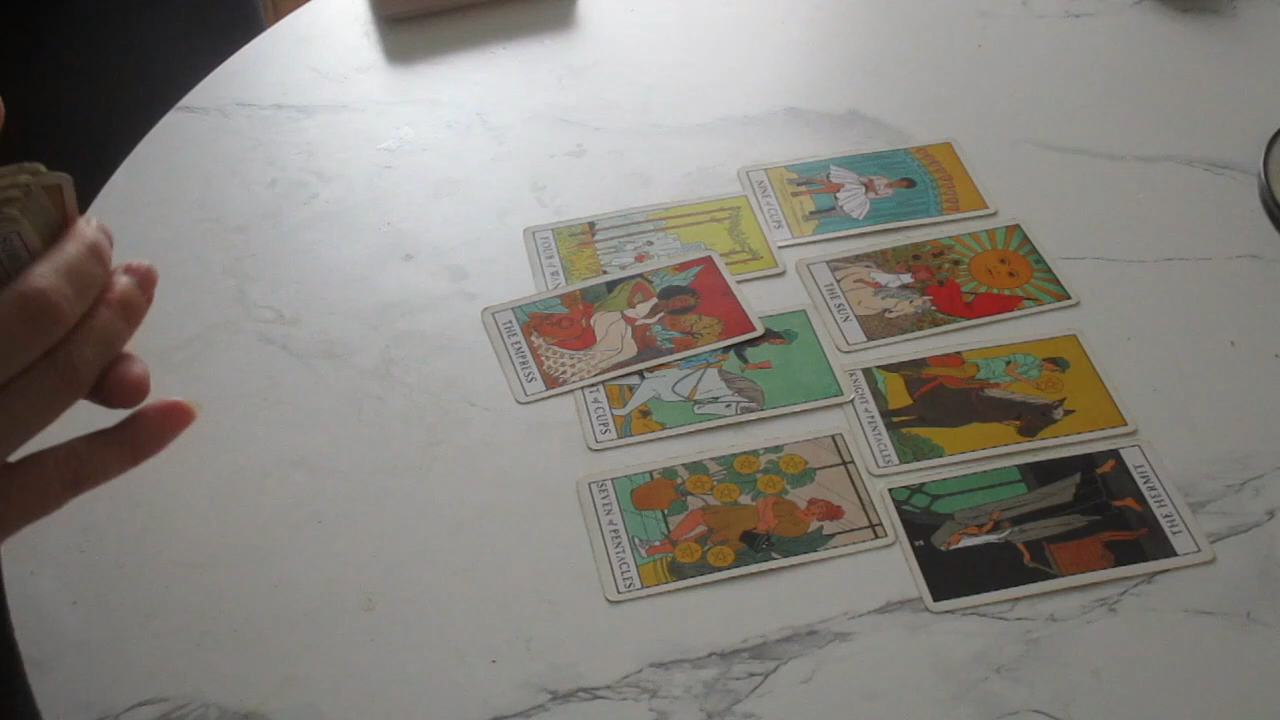 NINE of CUPS
FOUR of WAN
THE SUN
THE EMPRESS
T of CUPS
KNIGHT of PENTACLES
SEVEN of PENTACLES
THE HERMIT